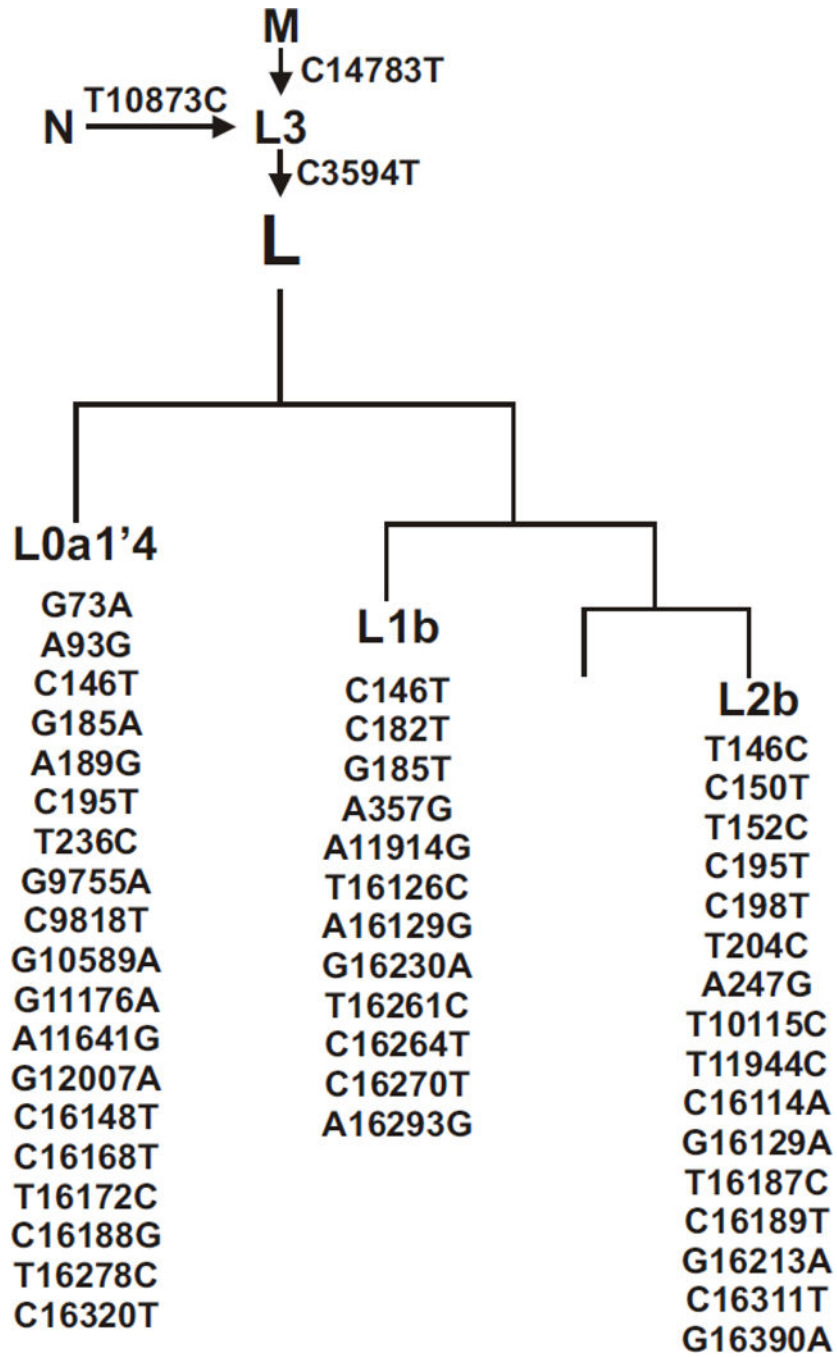 M
C14783T
T10873C
N
L3
C3594T
L
L0a1'4
G73A
A93G
C146T
G185A
A189G
C195T
T236C
G9755A
C9818T
G10589A
G11176A
A11641G
G12007A
C16148T
C16168T
T16172C
C16188G
T16278C
C16320T
L1b
C146T
C182T
G185T
A357G
A11914G
T16126C
A16129G
G16230A
T16261C
C16264T
C16270T
A16293G
L2b
T146C
C150T
T152C
C195T
C198T
T204C
A247G
T10115C
T11944C
C16114A
G16129A
T16187C
C16189T
G16213A
C16311T
G16390A